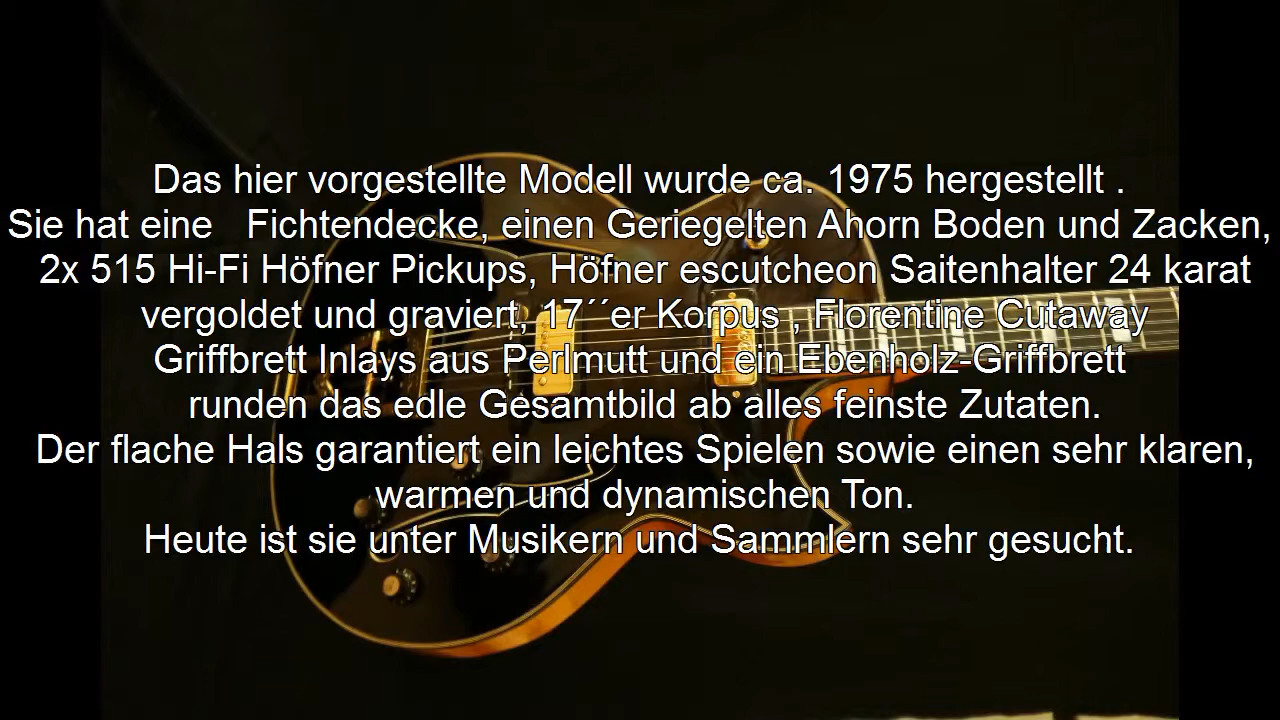 Das hier vorgestellte Modell wurde ca. 1975 hergestellt .
Sie hat eine   Fichtendecke, einen Geriegelten Ahorn Boden und Zacken,
2x 515 Hi-Fi Höfner Pickups, Höfner escutcheon Saitenhalter 24 karat
vergoldet und graviert, 17´´er Korpus , Florentine Cutaway
Griffbrett Inlays aus Perlmutt und ein Ebenholz-Griffbrett
runden das edle Gesamtbild ab alles feinste Zutaten.
Der flache Hals garantiert ein leichtes Spielen sowie einen sehr klaren,
warmen und dynamischen Ton.
Heute ist sie unter Musikern und Sammlern sehr gesucht.